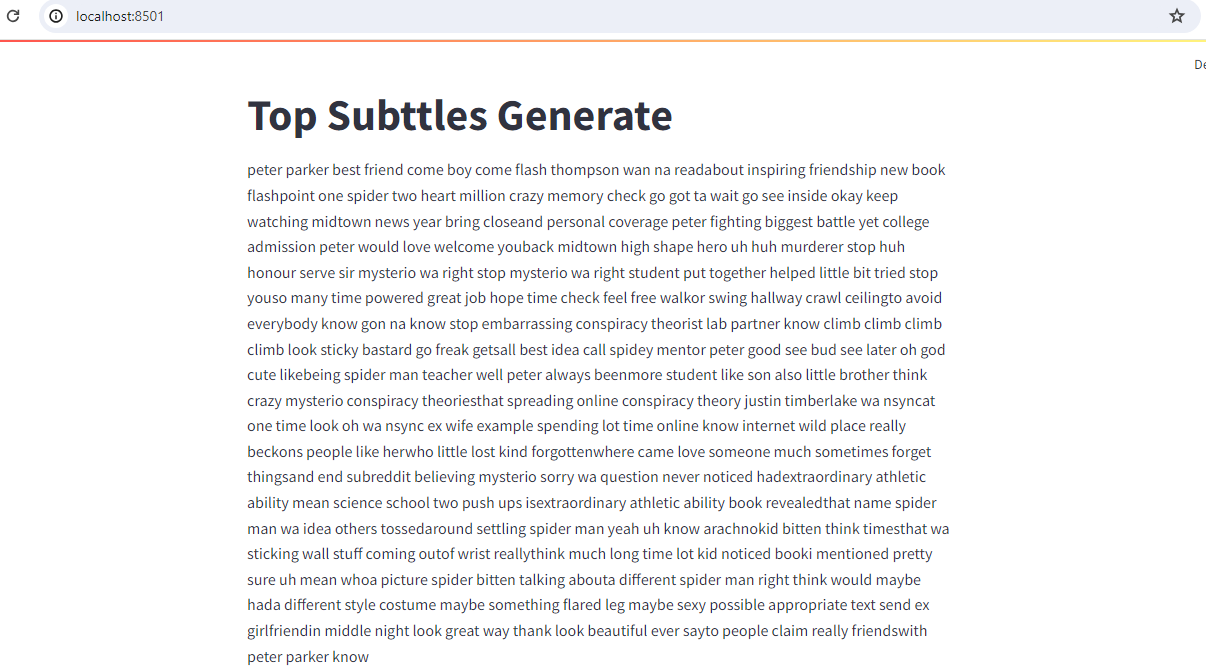 localhost:8501
De
Top Subttles Generate
peter parker best friend come boy come flash thompson wan na readabout inspiring friendship new book
flashpoint one spider two heart million crazy memory check go got ta wait go see inside okay keep
watching midtown news year bring closeand personal coverage peter fighting biggest battle yet college
admission peter would love welcome youback midtown high shape hero uh huh murderer stop huh
honour serve sir mysterio wa right stop mysterio wa right student put together helped little bit tried stop
youso many time powered great job hope time check feel free walkor swing hallway crawl ceilingto avoid
everybody know gon na know stop embarrassing conspiracy theorist lab partner know climb climb climb
climb look sticky bastard go freak getsall best idea call spidey mentor peter good see bud see later oh god
cute likebeing spider man teacher well peter always beenmore student like son also little brother think
crazy mysterio conspiracy theoriesthat spreading online conspiracy theory justin timberlake wa nsyncat
one time look oh wa nsync ex wife example spending lot time online know internet wild place really
beckons people like herwho little lost kind forgottenwhere came love someone much sometimes forget
thingsand end subreddit believing mysterio sorry wa question never noticed hadextraordinary athletic
ability mean science school two push ups isextraordinary athletic ability book revealedthat name spider
man wa idea others tossedaround settling spider man yeah uh know arachnokid bitten think timesthat wa
sticking wall stuff coming outof wrist reallythink much long time lot kid noticed booki mentioned pretty
sure uh mean whoa picture spider bitten talking abouta different spider man right think would maybe
hada different style costume maybe something flared leg maybe sexy possible appropriate text send ex
girlfriendin middle night look great way thank look beautiful ever sayto people claim really friendswith
peter parker know